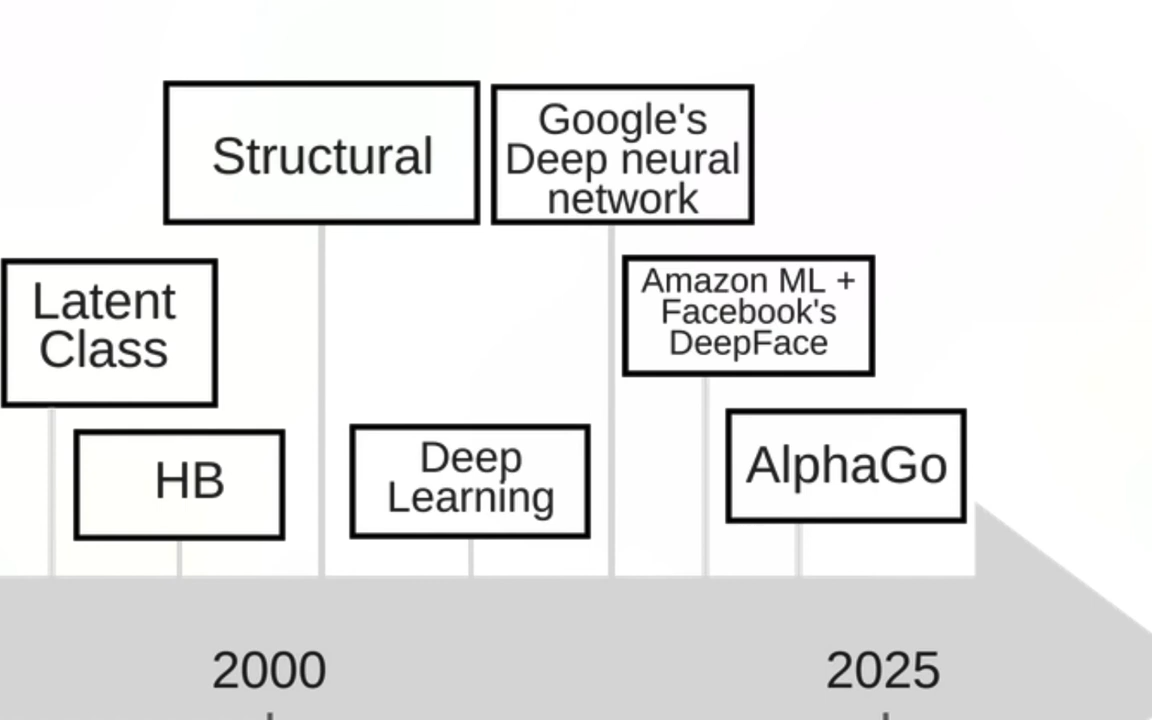 Structural
Google's
Deep neural
network
Latent
Class
Amazon ML +
Facebook's
DeepFace
HB
Deep
Learning
AlphaGo
2000
2025